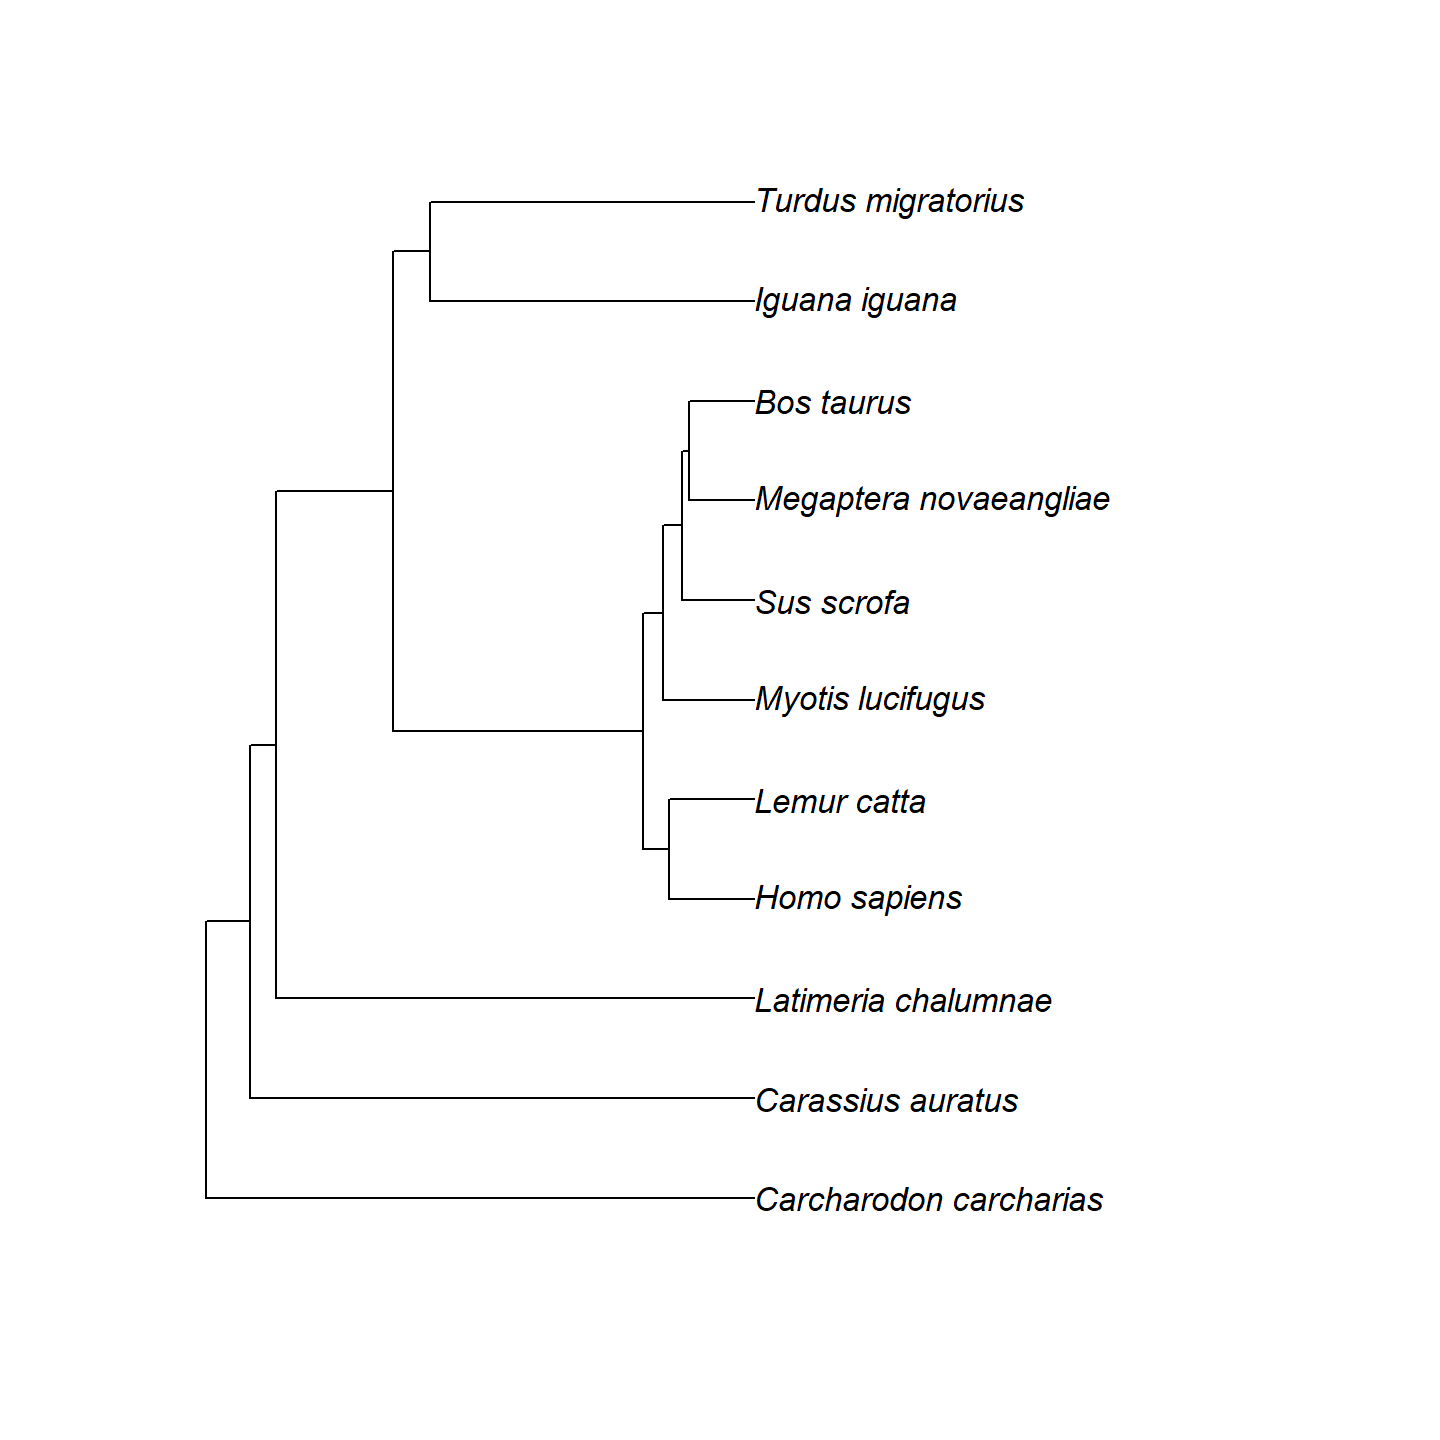 Turdus migratorius
Iguana iguana
Bos taurus
Megaptera novaeangliae
Sus scrofa
Myotis lucifugus
Lemur catta
Homo sapiens
Latimeria chalumnae
Carassius auratus
Carcharodon carcharias